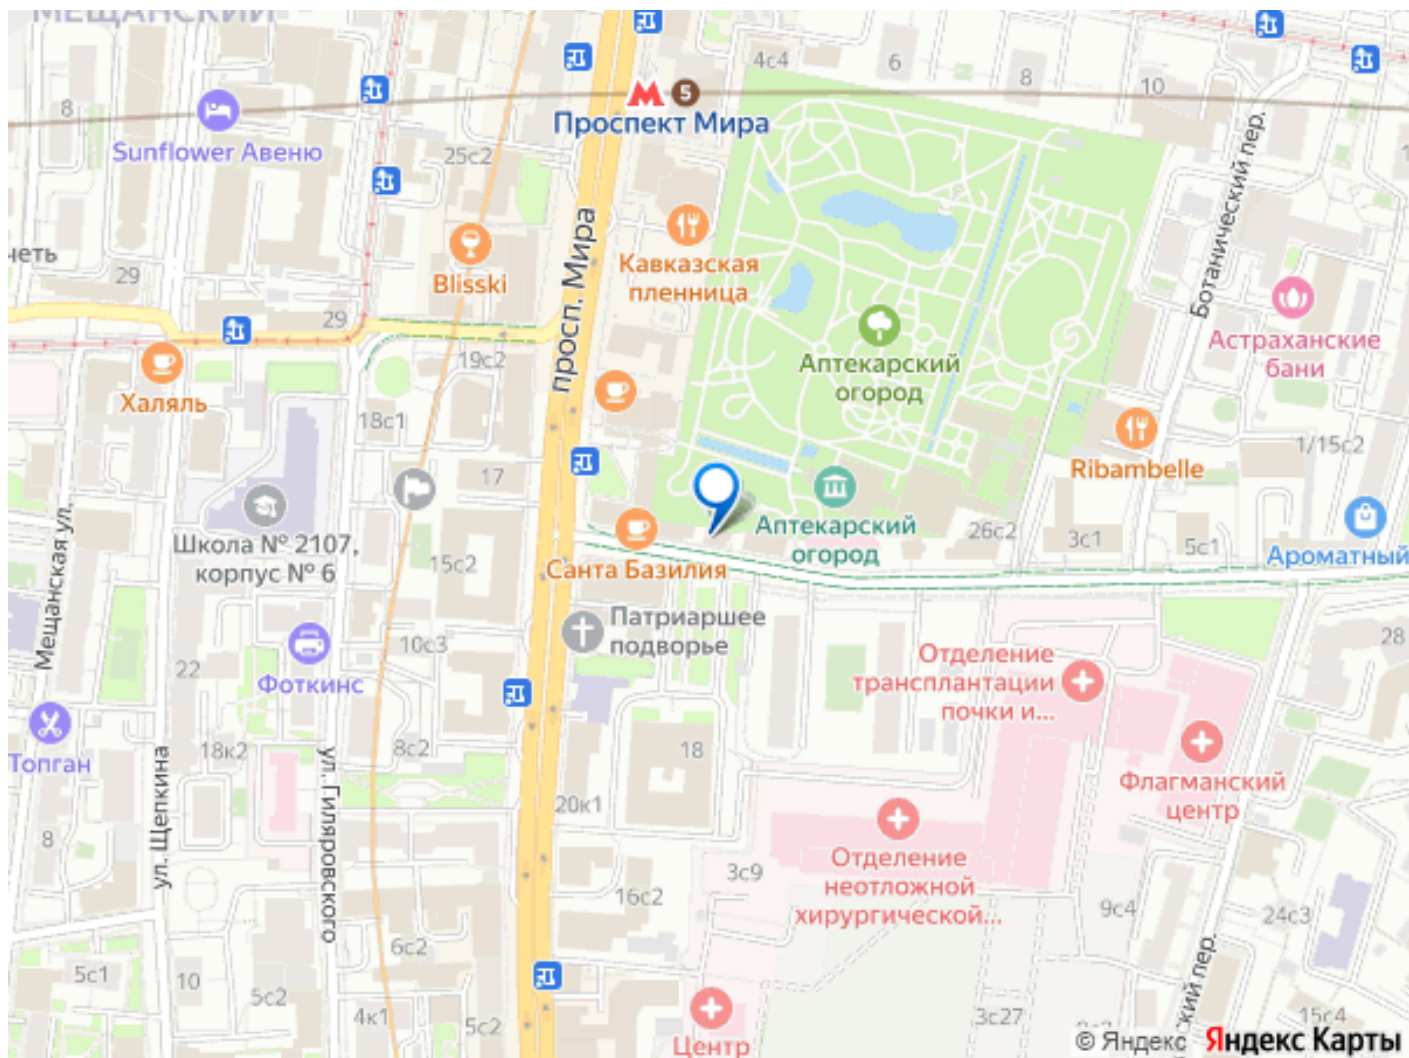 МЕЩАНСКИЙ
4с4
6
8
10
8
5
Проспект Мира
Sunflower Авеню
25с2
Ботанический пер.
четь
29
Blisski
просп. Мира
Кавказская
пленница
29
Аптекарский
огород
Астраханские
бани
19с2
Халяль
18с1
1/15с2
Ribambelle
17
Мещанская ул.
Школа № 2107,
корпус № 6
15с2
Санта Базилия
Аптекарский
огород
26с2
3с1
5с1
Ароматный
Патриаршее
подворье
10с3
22
28
Фоткинс
Отделение
трансплантации
почки и...
Топган
18к2
8с2
18
ул. Щепкина
ул. Гиляровского
20к1
Флагманский
центр
8
Отделение
неотложной
хирургической...
3с9
16с2
9с4
24с3
6с2
5с1
10
5с2
4к1
5с2
Центр
3с27
ский пер.
15с4
© Яндекс Яндекс Карты